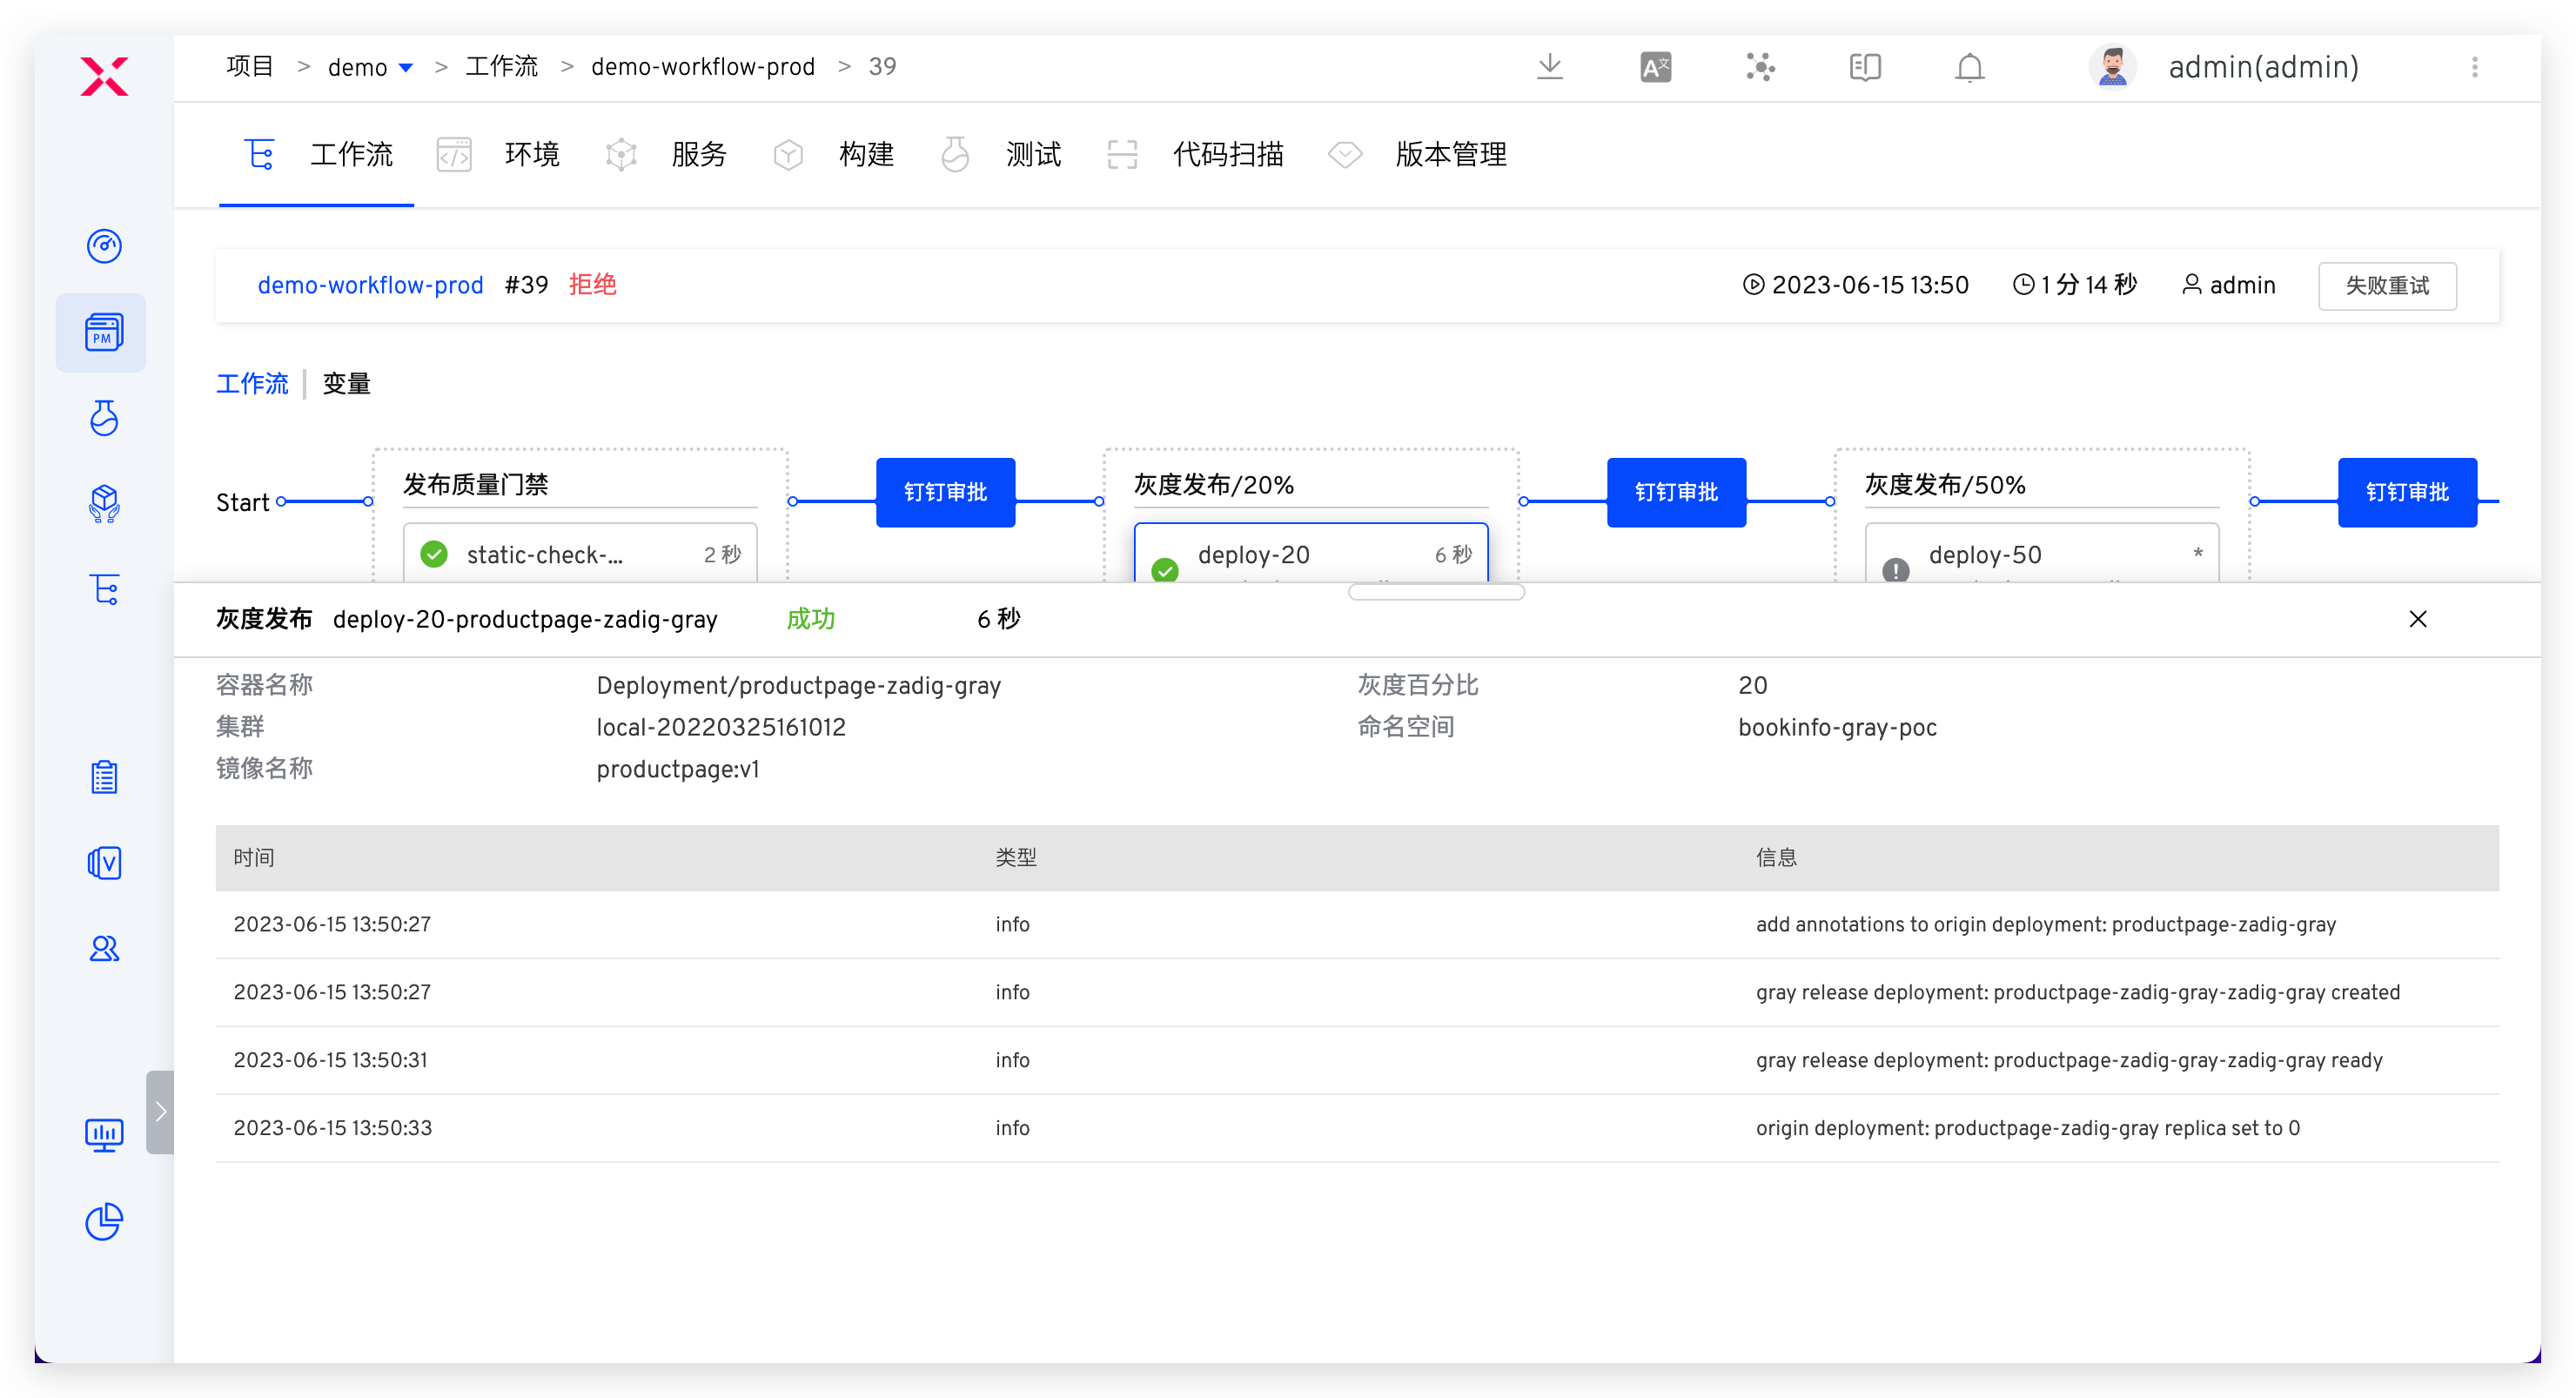 项目 > demo > 工作流 > demo-workflow-prod > 39
A文
admin(admin)
工作流 环境 服务 构建 测试 代码扫描 版本管理
PM
V
demo-workflow-prod #39 拒绝 2023-06-15 13:50 1 分 14 秒 admin 失败重试
工作流 变量
Start 发布质量门禁 钉钉审批 灰度发布/20% 钉钉审批 灰度发布/50% 钉钉审批
static-check-... 2 秒 deploy-20 6 秒 deploy-50 *
灰度发布 deploy-20-productpage-zadig-gray 成功 6 秒
容器名称 Deployment/productpage-zadig-gray 灰度百分比 20
集群 local-20220325161012 命名空间 bookinfo-gray-poc
镜像名称 productpage:v1
时间 类型 信息
2023-06-15 13:50:27 info add annotations to origin deployment: productpage-zadig-gray
2023-06-15 13:50:27 info gray release deployment: productpage-zadig-gray-zadig-gray created
2023-06-15 13:50:31 info gray release deployment: productpage-zadig-gray-zadig-gray ready
2023-06-15 13:50:33 info origin deployment: productpage-zadig-gray replica set to 0